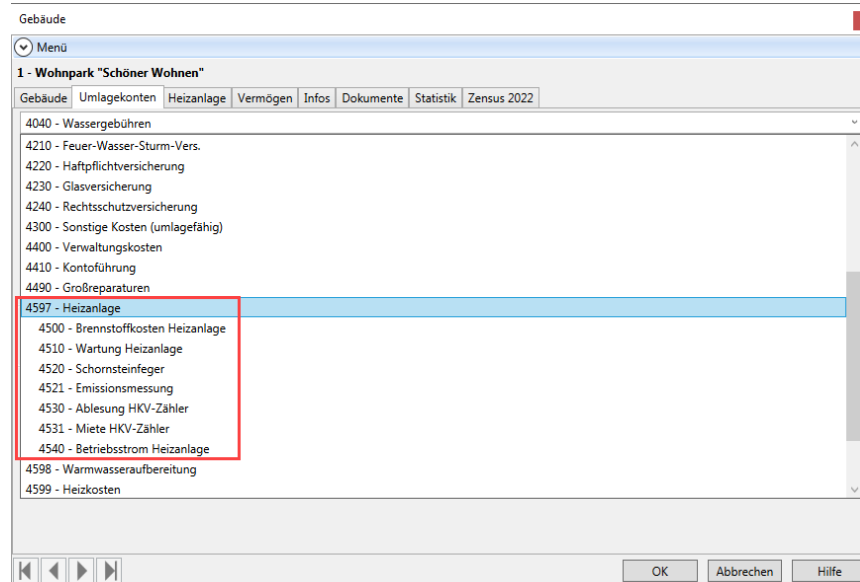 Gebäude
Menü
1 - Wohnpark "Schöner Wohnen"
Gebäude Umlagekonten Heizanlage Vermögen Infos Dokumente Statistik Zensus 2022
4040 - Wassergebühren
4210 - Feuer-Wasser-Sturm-Vers.
4220 - Haftpflichtversicherung
4230 - Glasversicherung
4240 - Rechtsschutzversicherung
4300 - Sonstige Kosten (umlagefähig)
4400 - Verwaltungskosten
4410 - Kontoführung
4490 - Großreparaturen
4597 - Heizanlage
4500 - Brennstoffkosten Heizanlage
4510 - Wartung Heizanlage
4520 - Schornsteinfeger
4521 - Emissionsmessung
4530 - Ablesung HKV-Zähler
4531 - Miete HKV-Zähler
4540 - Betriebsstrom Heizanlage
4598 - Warmwasseraufbereitung
4599 - Heizkosten
OK Abbrechen Hilfe